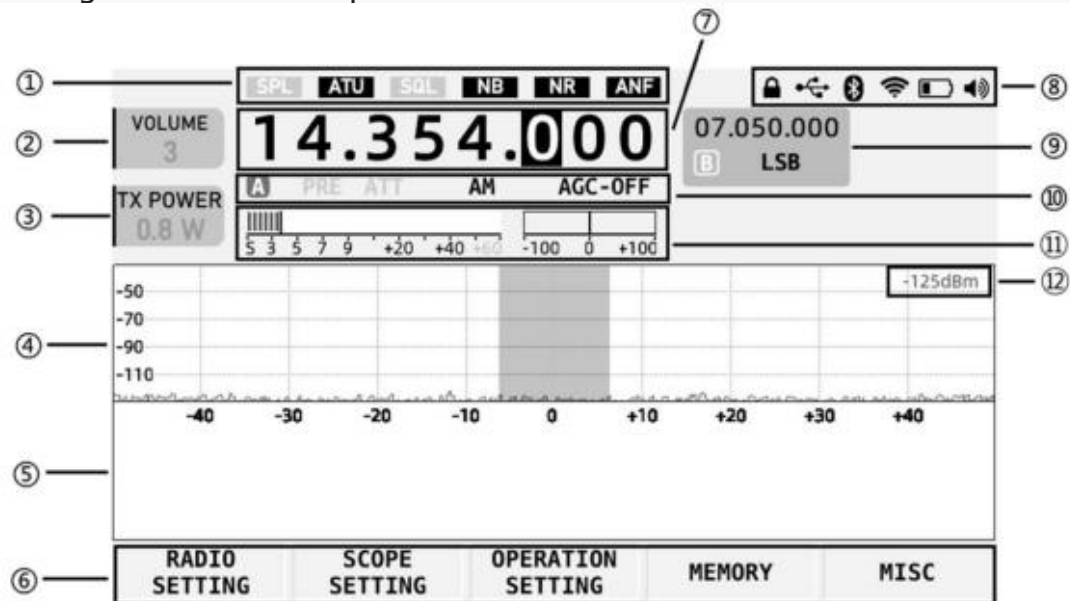 ⑦
① SPL ATU SQL NB NR ANF ⑧
② VOLUME 3 14.354.000 07.050.000 ⑨
B LSB
A PRE ATT AM AGC-OFF ⑩
③ TX POWER 0.8 W
S 3 5 7 9 +20 +40 +60 -100 0 +100 ⑪
-125dBm ⑫
-50
-70
④ -90
-110
-40 -30 -20 -10 0 +10 +20 +30 +40
⑤
⑥ RADIO SETTING SCOPE SETTING OPERATION SETTING MEMORY MISC